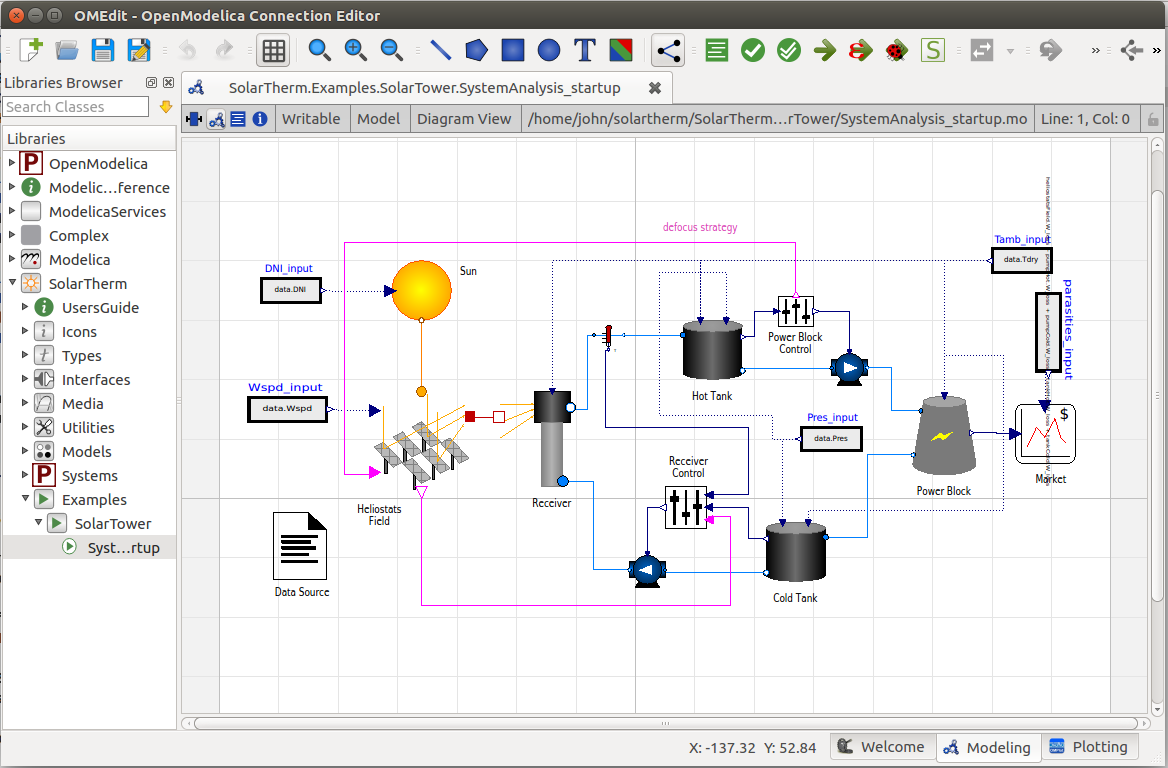 OMEdit - OpenModelica Connection Editor
T
S
Libraries Browser
SolarTherm.Examples.SolarTower.SystemAnalysis_startup
Search Classes
Writable
Model
Diagram View
/home/john/solartherm/SolarTherm...rTower/SystemAnalysis_startup.mo
Line: 1, Col: 0
Libraries
P OpenModelica
i Modelic...ference
ModelicaServices
Complex
Modelica
SolarTherm
i UsersGuide
i Icons
t Types
Interfaces
Media
Utilities
Models
P Systems
Examples
SolarTower
Syst...rtup
defocus strategy
Tamb_input
data.Tdry
DNI_input
data.DNI
Sun
parasities_input
Power Block
Control
Hot Tank
Wspd_input
data.Wspd
Pres_input
data.Pres
$
Market
Receiver
Control
Power Block
Receiver
Heliostats
Field
Data Source
Cold Tank
X: -137.32 Y: 52.84
Welcome
Modeling
Plotting